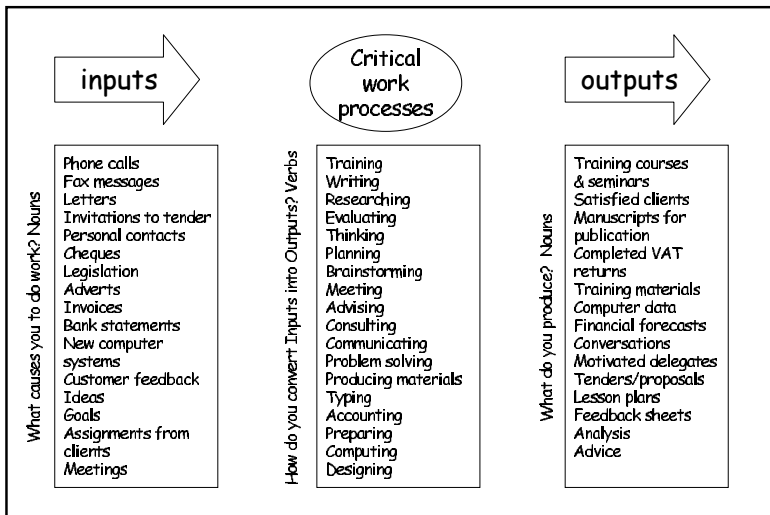 inputs
Critical
work
processes
outputs
What causes you to do work? Nouns
Phone calls
Fax messages
Letters
Invitations to tender
Personal contacts
Cheques
Legislation
Adverts
Invoices
Bank statements
New computer
systems
Customer feedback
Ideas
Goals
Assignments from
clients
Meetings
How do you convert Inputs into Outputs? Verbs
Training
Writing
Researching
Evaluating
Thinking
Planning
Brainstorming
Meeting
Advising
Consulting
Communicating
Problem solving
Producing materials
Typing
Accounting
Preparing
Computing
Designing
What do you produce? Nouns
Training courses
& seminars
Satisfied clients
Manuscripts for
publication
Completed VAT
returns
Training materials
Computer data
Financial forecasts
Conversations
Motivated delegates
Tenders/proposals
Lesson plans
Feedback sheets
Analysis
Advice